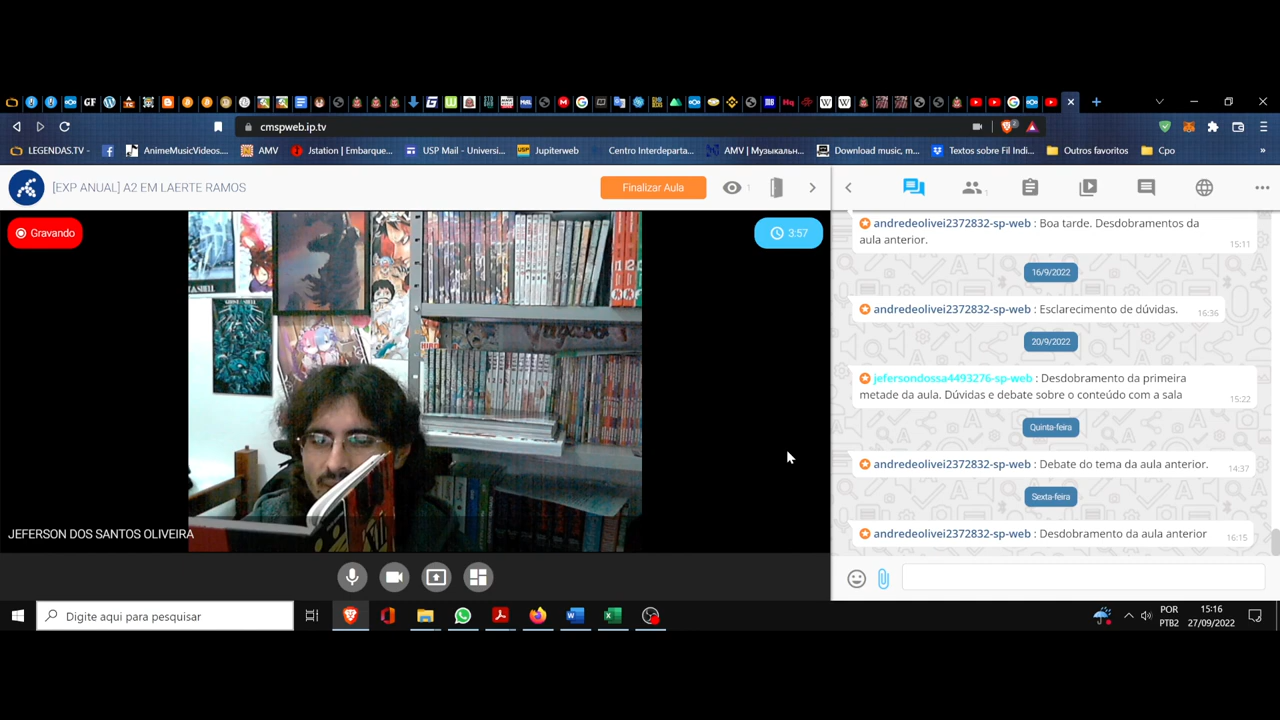 cmspweb.ip.tv
2
LEGENDAS.TV -
AnimeMusicVideos...
AMV
Jstation | Embarque...
USP Mail - Universi...
Jupiterweb
Centro Interdeparta...
AMV | Музыкальн...
Download music, m...
Textos sobre Fil Indi...
Outros favoritos
Cpo
»
[EXP ANUAL] A2 EM LAERTE RAMOS
Finalizar Aula
1
1
Gravando
3:57
JEFERSON DOS SANTOS OLIVEIRA
andredeolivei2372832-sp-web : Boa tarde. Desdobramentos da
aula anterior.
15:11
16/9/2022
andredeolivei2372832-sp-web : Esclarecimento de dúvidas.
16:36
20/9/2022
jefersondossa4493276-sp-web : Desdobramento da primeira
metade da aula. Dúvidas e debate sobre o conteúdo com a sala
15:22
Quinta-feira
andredeolivei2372832-sp-web : Debate do tema da aula anterior.
14:37
Sexta-feira
andredeolivei2372832-sp-web : Desdobramento da aula anterior
16:15
Digite aqui para pesquisar
POR
PTB2
15:16
27/09/2022